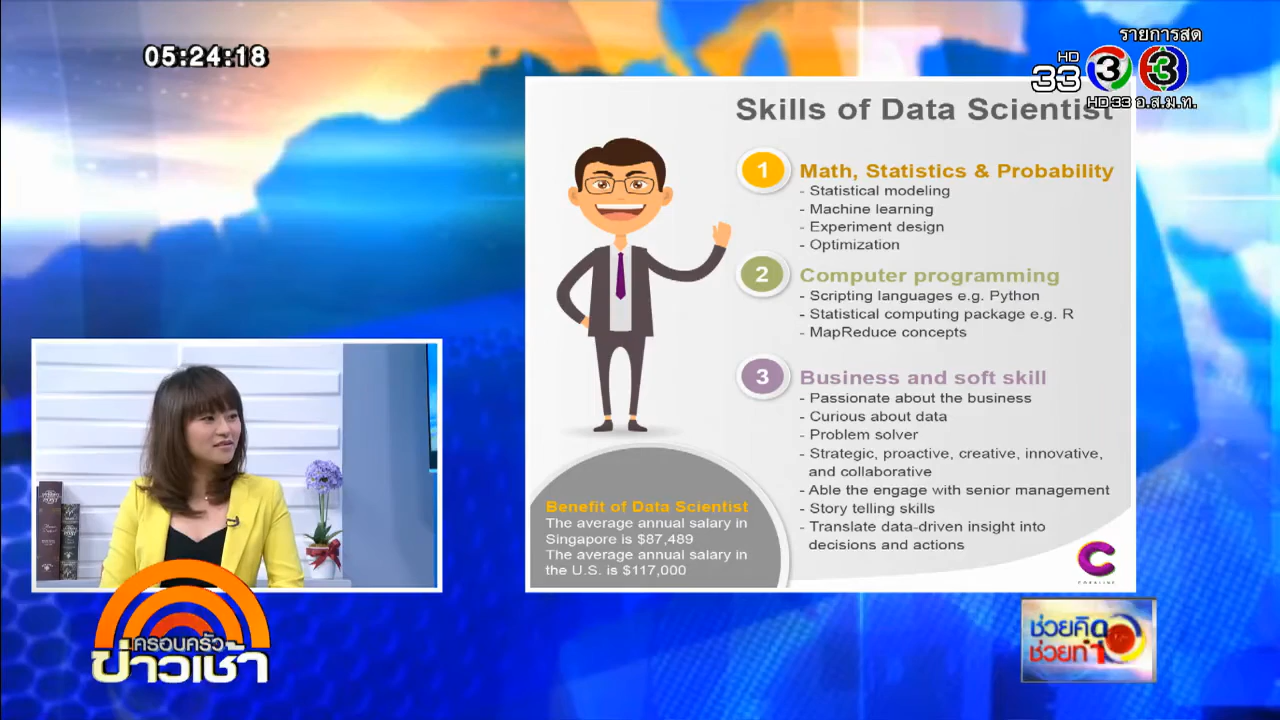 05:24:18
รายการสด
HD
33
3
3
HD33 อ.ส.ม.ท.
Skills of Data Scientist
1
Math, Statistics & Probability
- Statistical modeling
- Machine learning
- Experiment design
- Optimization
2
Computer programming
- Scripting languages e.g. Python
- Statistical computing package e.g. R
- MapReduce concepts
3
Business and soft skill
- Passionate about the business
- Curious about data
- Problem solver
- Strategic, proactive, creative, innovative,
and collaborative
- Able the engage with senior management
- Story telling skills
- Translate data-driven insight into
decisions and actions
Benefit of Data Scientist
The average annual salary in
Singapore is $87,489
The average annual salary in
the U.S. is $117,000
CORALINE
ครอบครัว
ข่าวเช้า
ช่วยคิด
ช่วยทำ